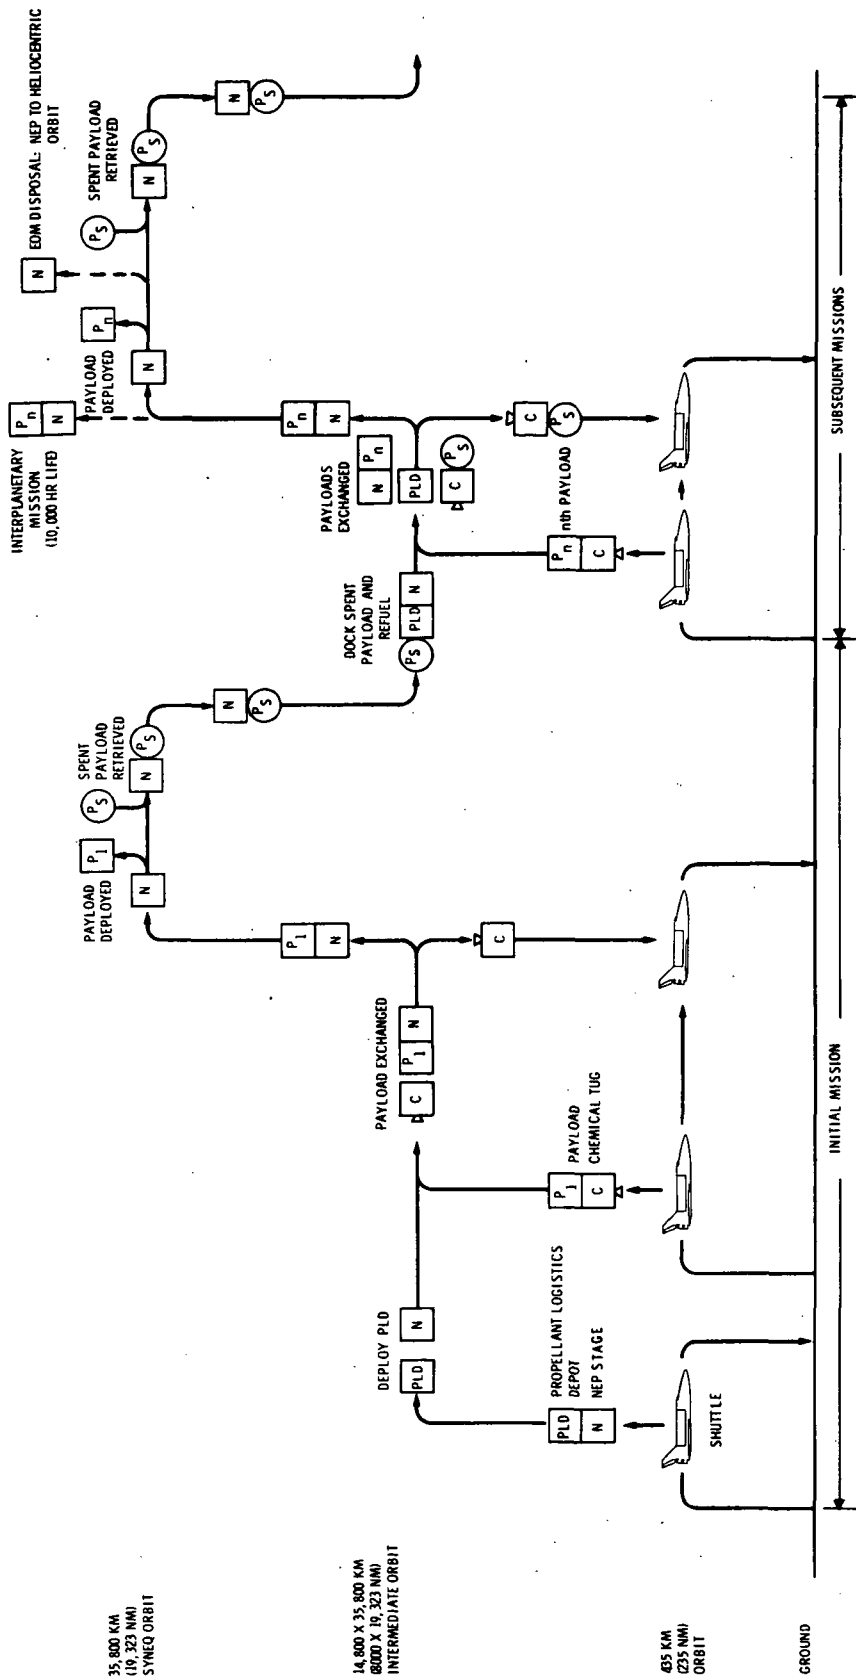 INTERPLANETARY
MISSION
(10,000 HR LIFE)
Pn
N
N
EOM DISPOSAL: NEP TO HELIOCENTRIC
ORBIT
35,800 KM
(19,323 NM)
SYNEQ ORBIT
PAYLOAD
DEPLOYED
P1
N
PS
SPENT
PAYLOAD
RETRIEVED
N
PS
N
PS
PAYLOAD
DEPLOYED
Pn
N
PS
SPENT PAYLOAD
RETRIEVED
N
PS
N
PS
P1
N
Pn
N
14,800 X 35,800 KM
(8000 X 19,323 NM)
INTERMEDIATE ORBIT
DEPLOY PLD
PLD
N
PAYLOAD EXCHANGED
C
P1
N
C
DOCK SPENT
PAYLOAD AND
REFUEL
PS
PLD
N
PAYLOADS
EXCHANGED
N
Pn
PLD
C
PS
C
PS
PLD
N
PROPELLANT LOGISTICS
DEPOT
NEP STAGE
P1
C
PAYLOAD
CHEMICAL TUG
Pn
C
nth PAYLOAD
435 KM
(235 NM)
ORBIT
SHUTTLE
GROUND
INITIAL MISSION
SUBSEQUENT MISSIONS